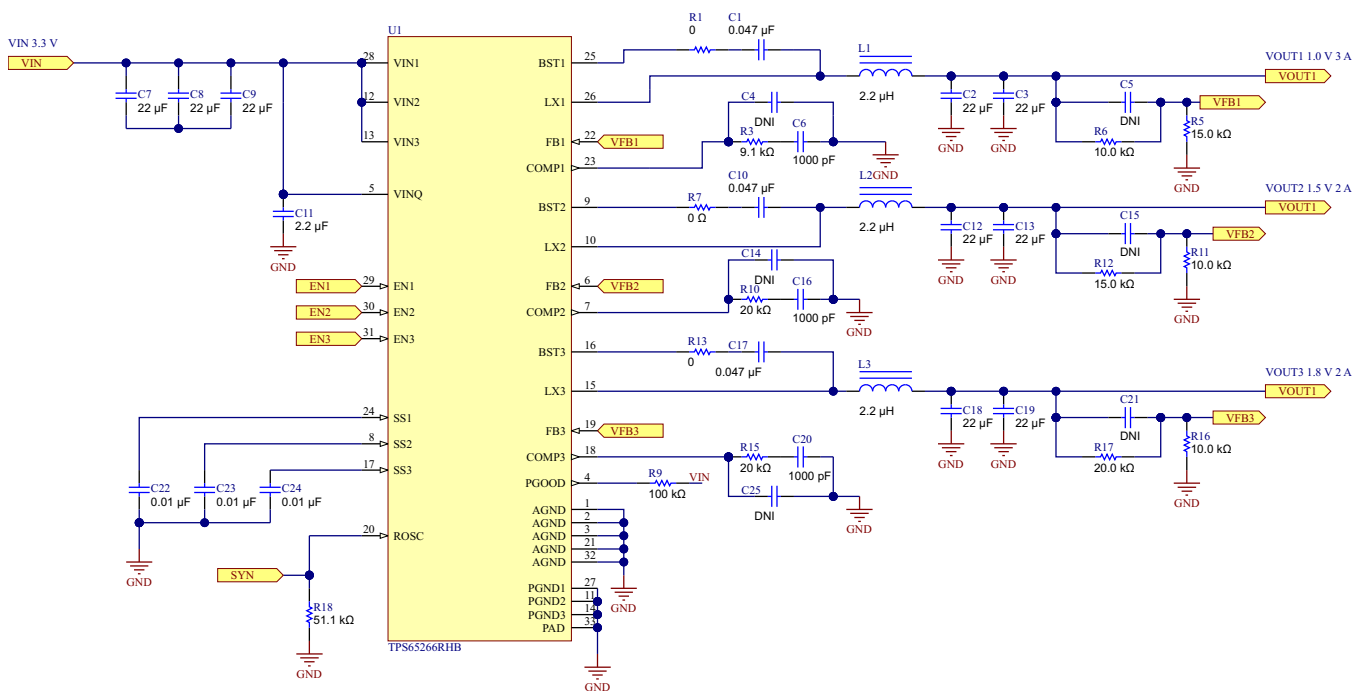 U1
VIN 3.3 V
VIN
C7
22 µF
C8
22 µF
C9
22 µF
C11
2.2 µF
GND
28
VIN1
12
VIN2
13
VIN3
5
VINQ
EN1
29
EN1
EN2
30
EN2
EN3
31
EN3
24
SS1
8
SS2
17
SS3
C22
0.01 µF
C23
0.01 µF
C24
0.01 µF
GND
20
ROSC
SYN
R18
51.1 kΩ
GND
TPS65266RHB
BST1
25
LX1
26
FB1
22
VFB1
COMP1
23
BST2
9
LX2
10
FB2
6
VFB2
COMP2
7
BST3
16
LX3
15
FB3
19
VFB3
COMP3
18
PGOOD
4
R9
100 kΩ
VIN
AGND
1
AGND
2
AGND
3
AGND
21
AGND
32
GND
PGND1
27
PGND2
11
PGND3
14
PAD
33
GND
R1
0
C1
0.047 µF
L1
2.2 µH
C4
DNI
R3
9.1 kΩ
C6
1000 pF
GND
C2
22 µF
GND
C3
22 µF
GND
C5
DNI
R6
10.0 kΩ
VOUT1 1.0 V 3 A
VOUT1
VFB1
R5
15.0 kΩ
GND
R7
0 Ω
C10
0.047 µF
L2
2.2 µH
C14
DNI
R10
20 kΩ
C16
1000 pF
GND
C12
22 µF
GND
C13
22 µF
GND
C15
DNI
R12
15.0 kΩ
VOUT2 1.5 V 2 A
VOUT1
VFB2
R11
10.0 kΩ
GND
R13
0
C17
0.047 µF
L3
2.2 µH
R15
20 kΩ
C20
1000 pF
C25
DNI
GND
C18
22 µF
GND
C19
22 µF
GND
C21
DNI
R17
20.0 kΩ
VOUT3 1.8 V 2 A
VOUT1
VFB3
R16
10.0 kΩ
GND